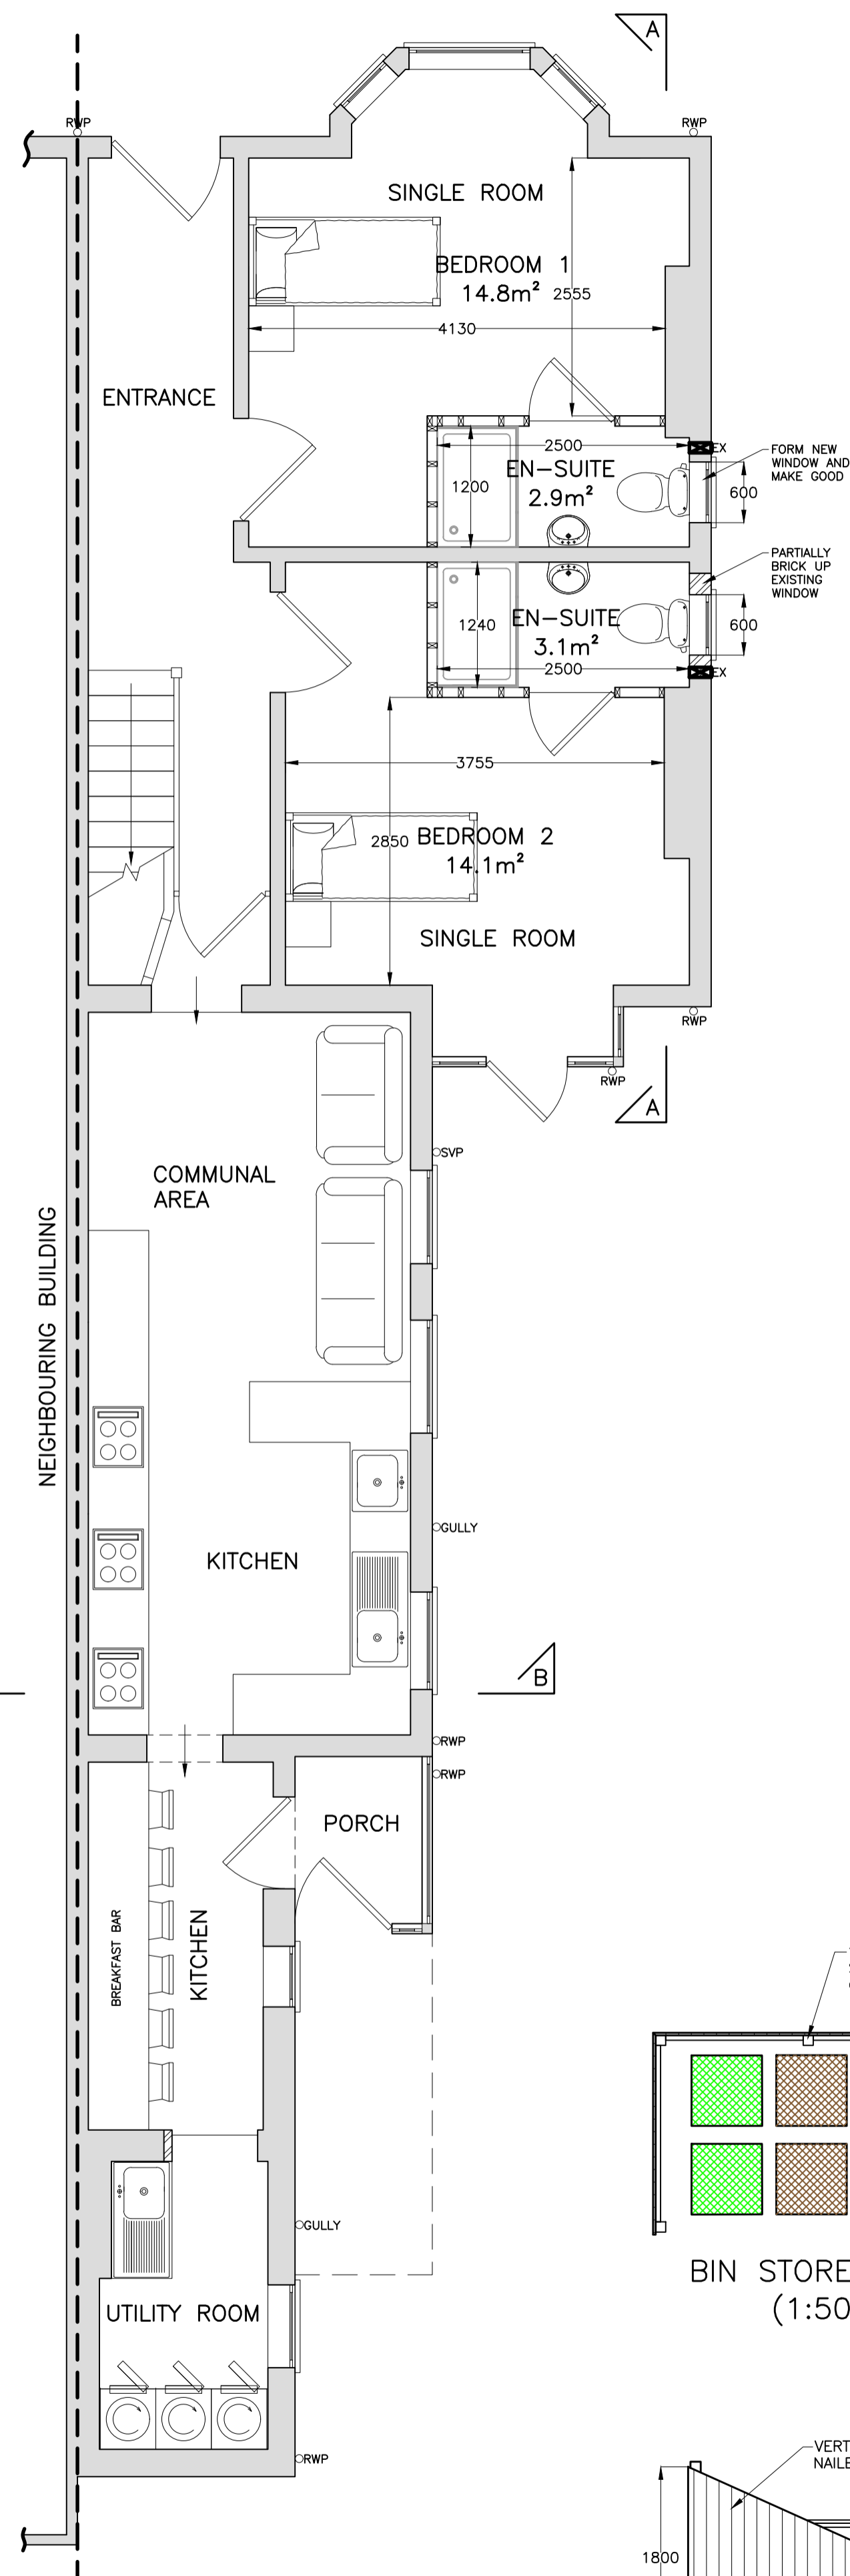 A
RWP
RWP
SINGLE ROOM
BEDROOM 1
14.8m²
2555
4130
ENTRANCE
2500
EX
FORM NEW
WINDOW AND
MAKE GOOD
EN-SUITE
2.9m²
1200
600
PARTIALLY
BRICK UP
EXISTING
WINDOW
EN-SUITE
3.1m²
1240
600
2500
EX
3755
2850
BEDROOM 2
14.1m²
SINGLE ROOM
RWP
RWP
A
SVP
COMMUNAL
AREA
NEIGHBOURING BUILDING
GULLY
KITCHEN
B
RWP
RWP
PORCH
BREAKFAST BAR
KITCHEN
GULLY
BIN STORE
(1:50
UTILITY ROOM
RWP
VERT
NAILE
1800